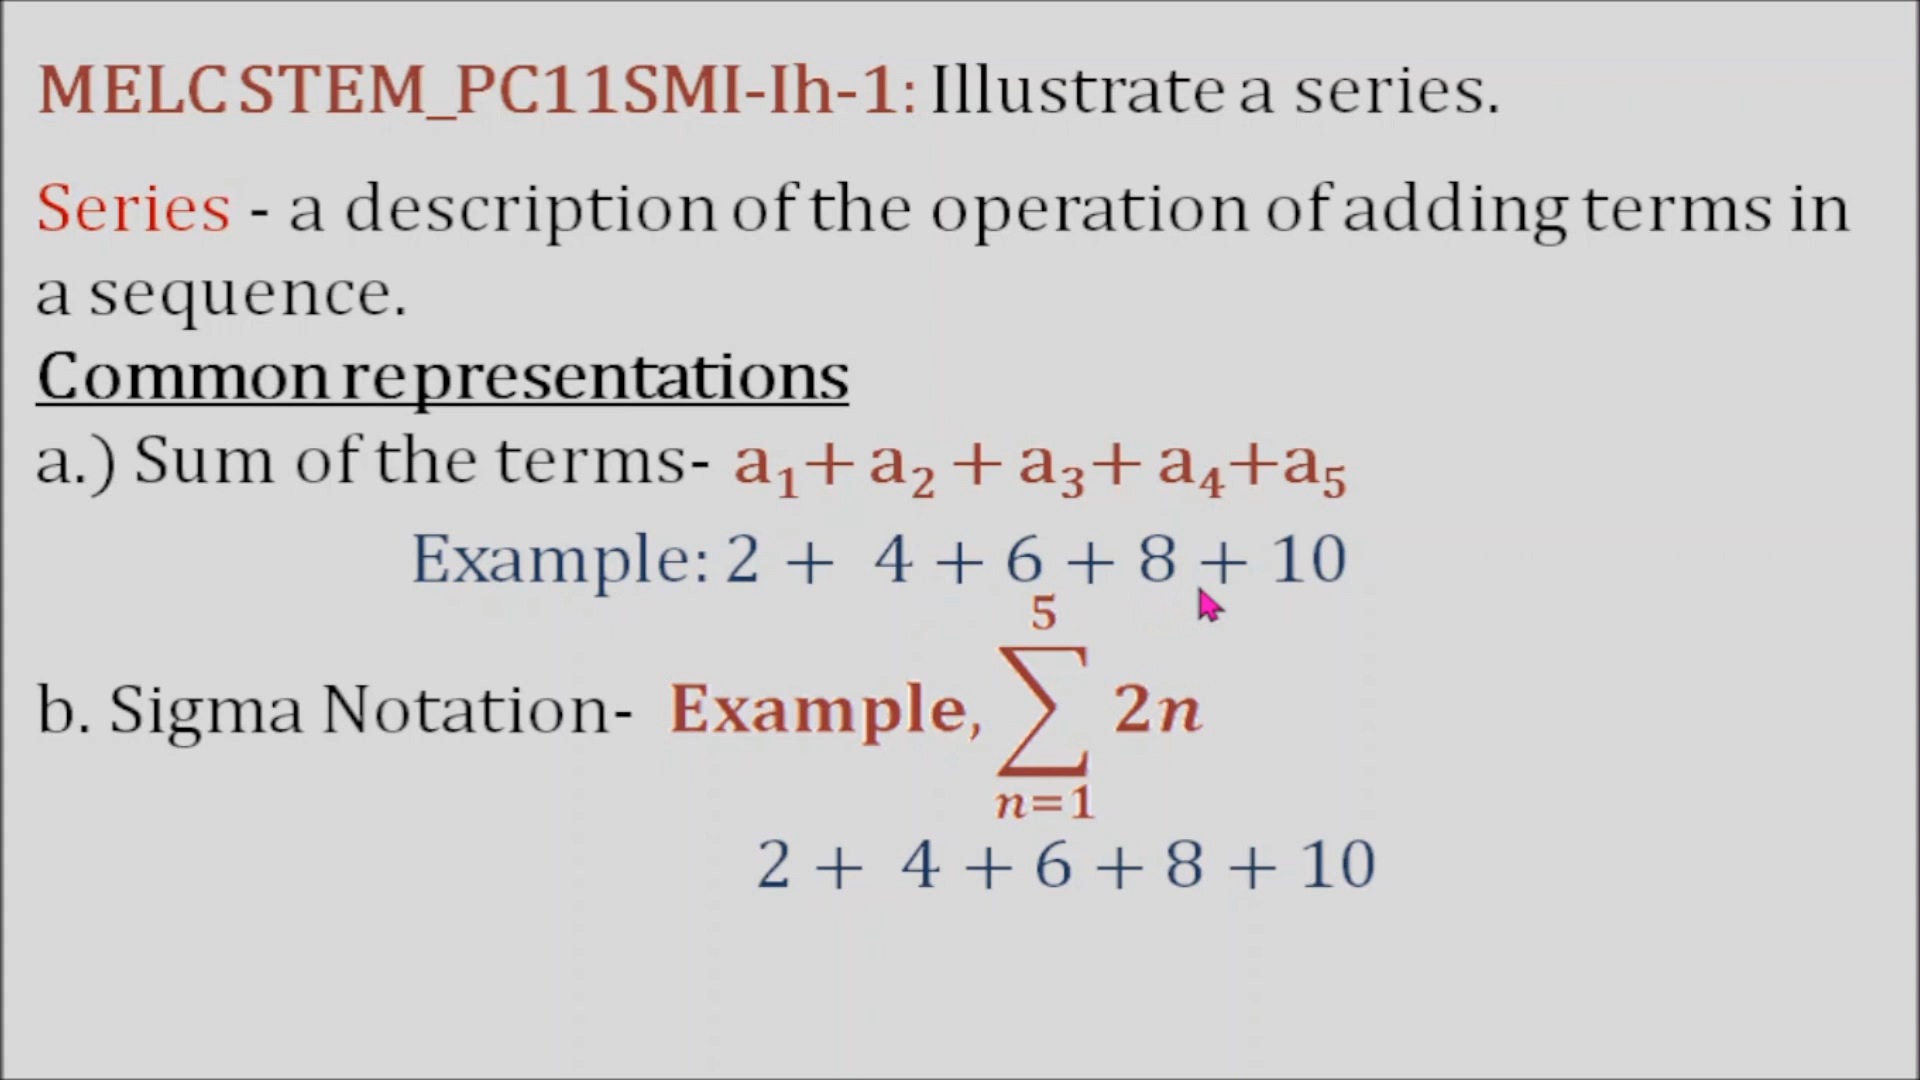 MELC STEM_PC11SMI-Ih-1: Illustrate a series.
Series - a description of the operation of adding terms in
a sequence.
Common representations
a.) Sum of the terms- a₁+ a₂ + a₃+ a₄+a₅
Example: 2 + 4 + 6 + 8 + 10
5
b. Sigma Notation- Example, ∑ 2n
n=1
2 + 4 + 6 + 8 + 10